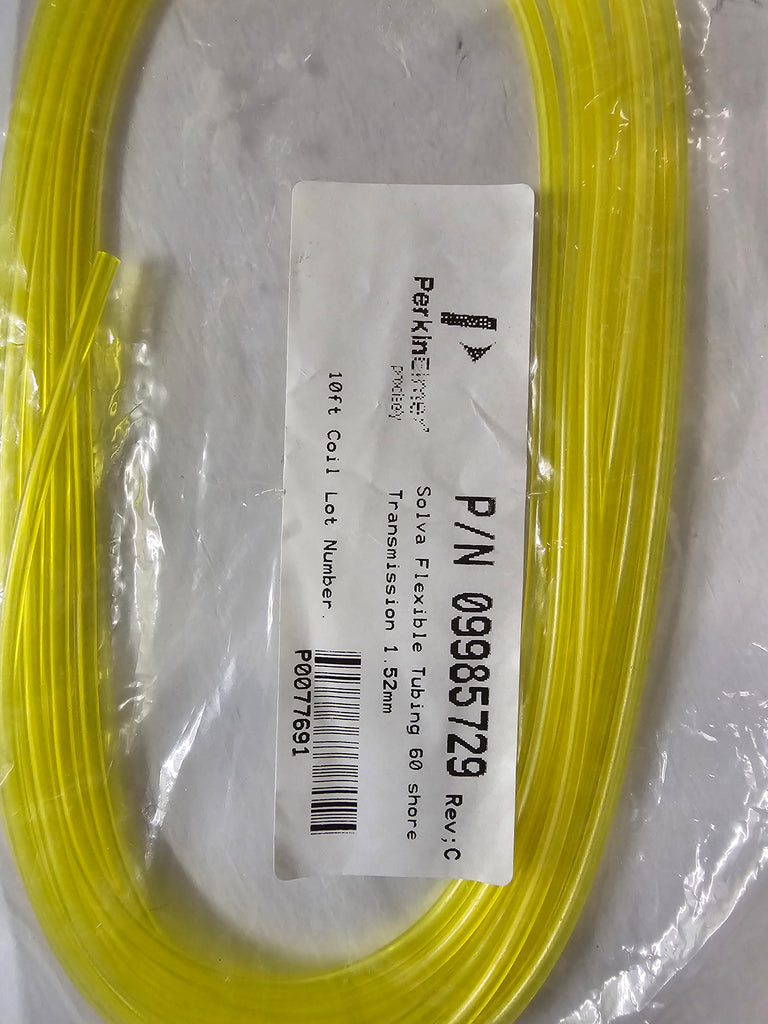 PerkinElmer
P/N 09985729 Rev;C
Solva Flexible Tubing 60 shore
Transmission 1.52mm
10ft Coil Lot Number
P0077691